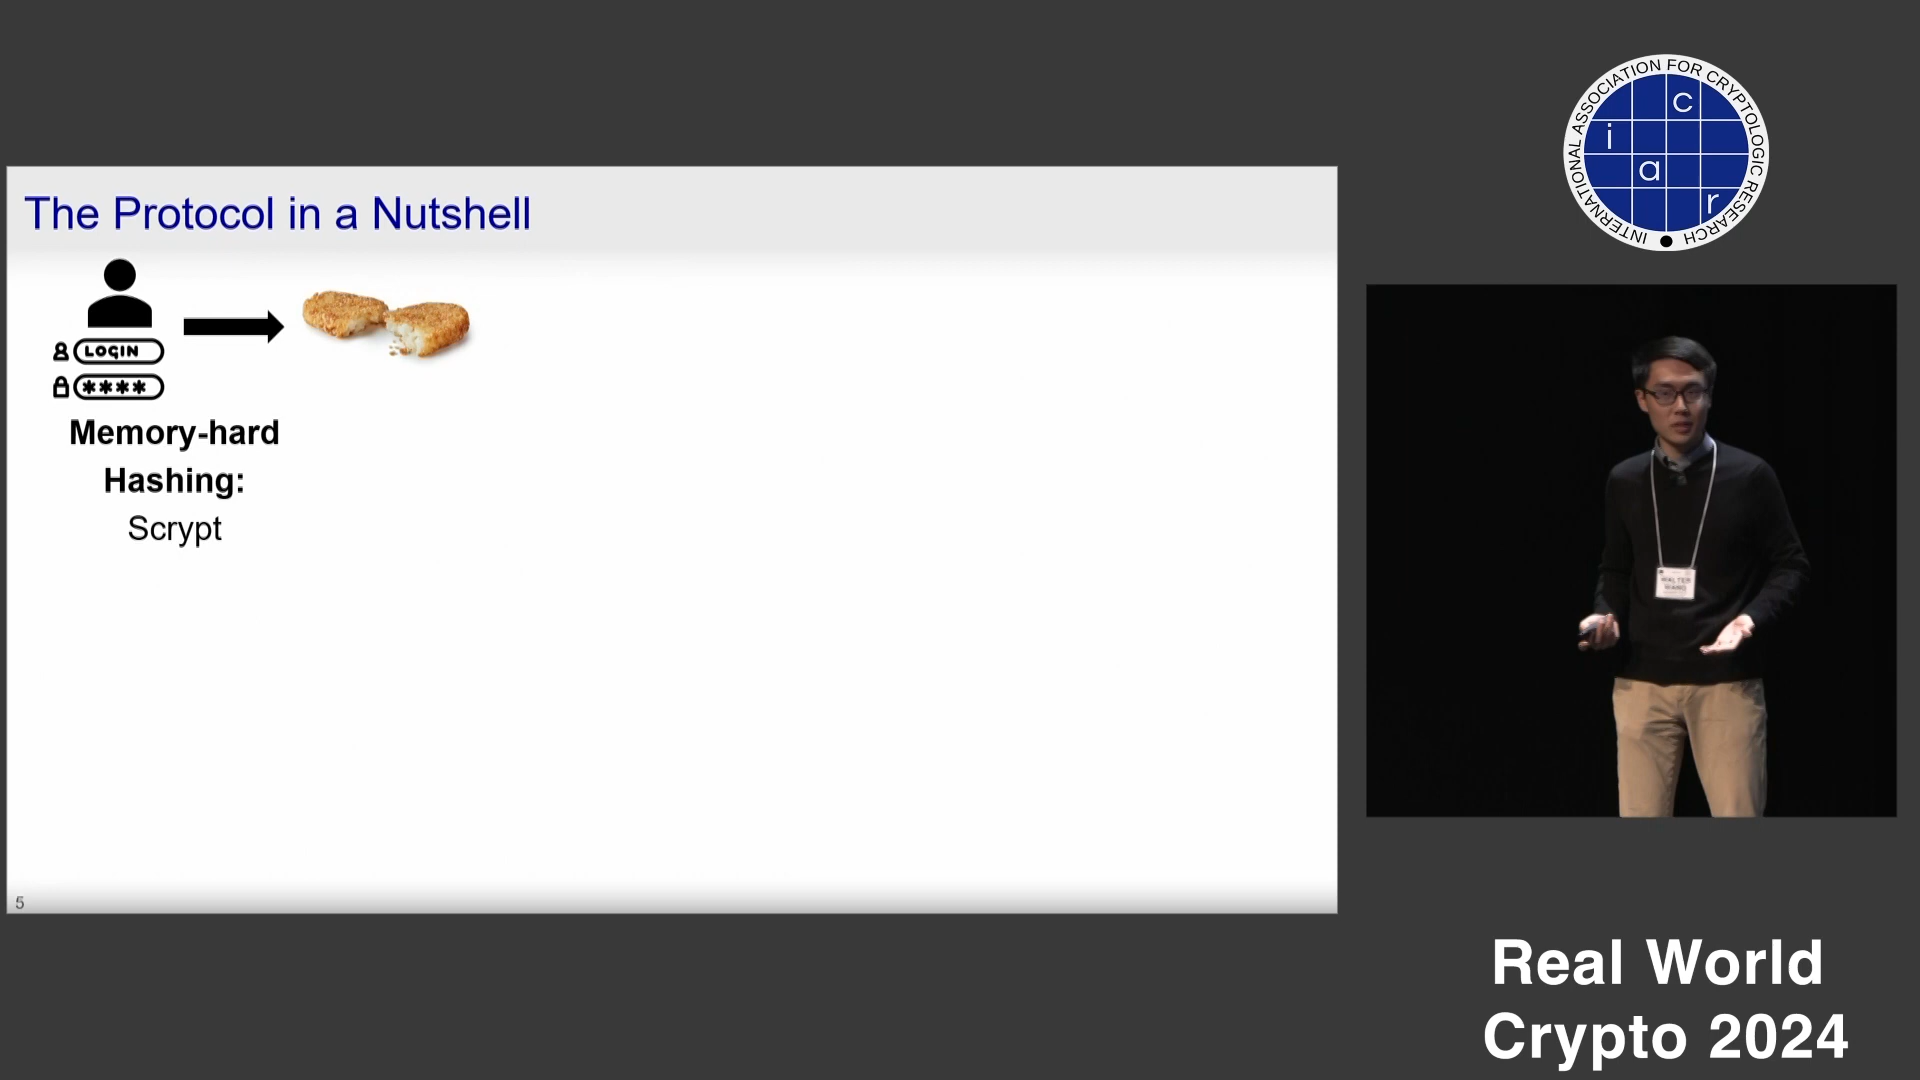 The Protocol in a Nutshell
LOGIN
****
Memory-hard
Hashing:
Scrypt
5
INTERNATIONAL ASSOCIATION FOR CRYPTOLOGIC RESEARCH
c
i
a
r
WALTER
Real World
Crypto 2024